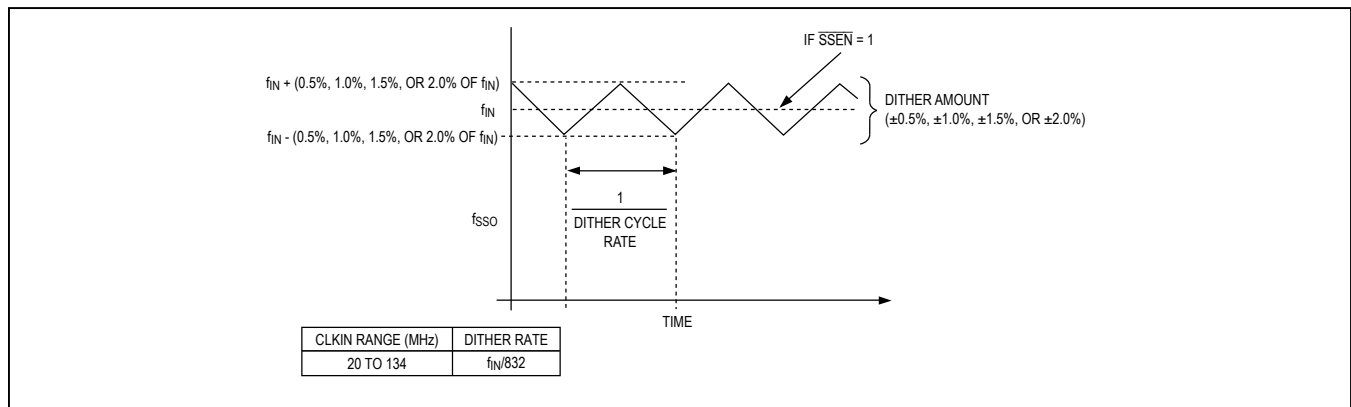 IF S̅S̅E̅N̅ = 1
fIN + (0.5%, 1.0%, 1.5%, OR 2.0% OF fIN)
fIN
fIN - (0.5%, 1.0%, 1.5%, OR 2.0% OF fIN)
DITHER AMOUNT
(±0.5%, ±1.0%, ±1.5%, OR ±2.0%)
1
DITHER CYCLE
RATE
fSSO
TIME
CLKIN RANGE (MHz) DITHER RATE
20 TO 134 fIN/832